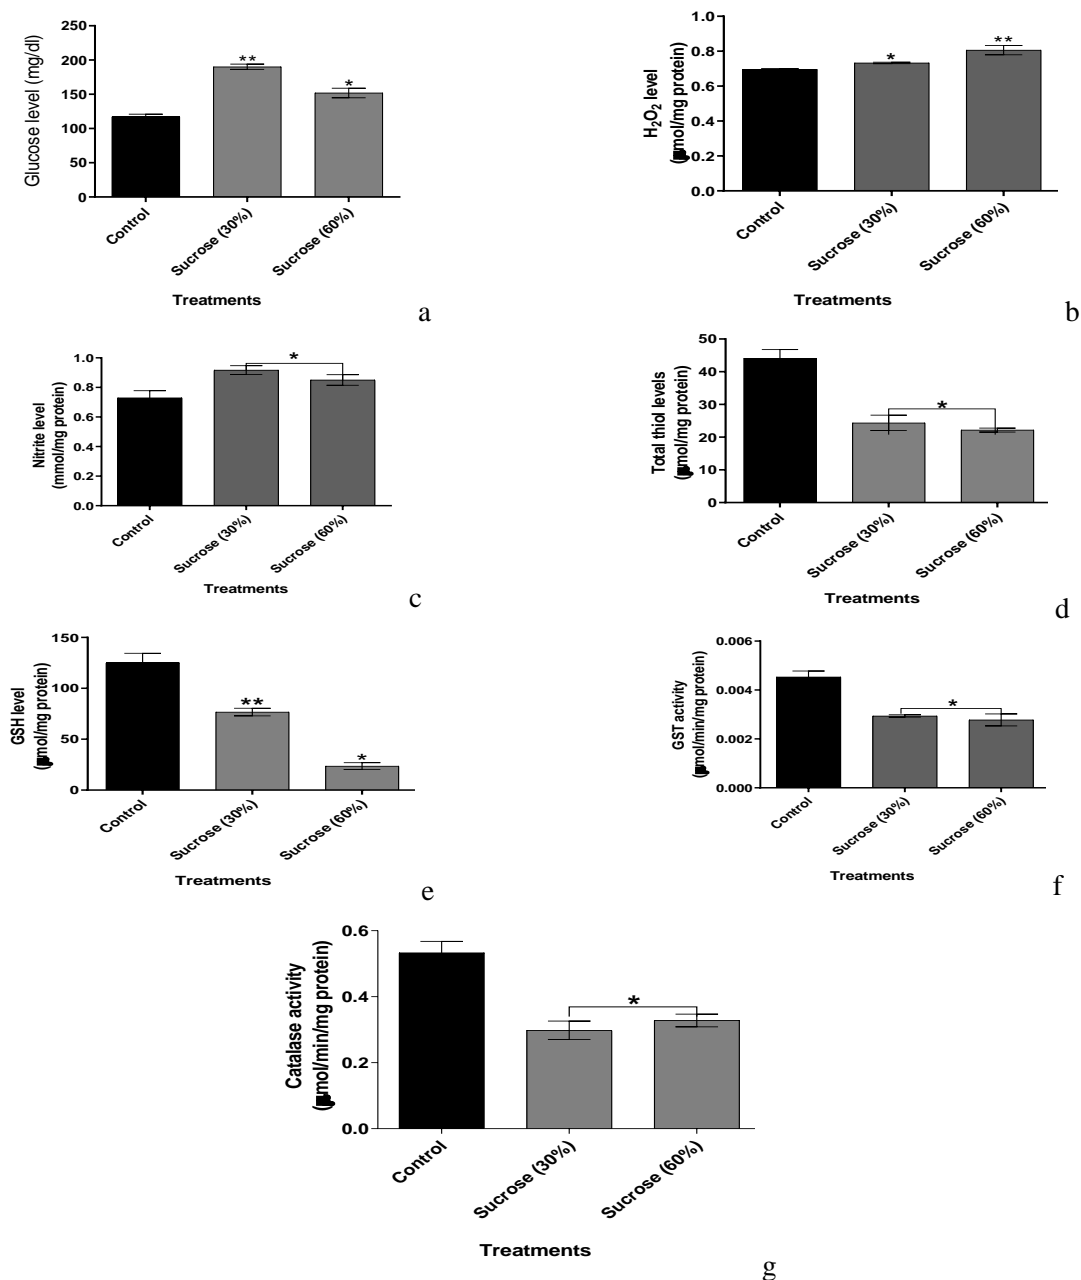 Glucose level (mg/dl)
250
200
150
100
50
0
**
*
Control
Sucrose (30%)
Sucrose (60%)
Treatments
a
H2O2 level
(μmol/mg protein)
1.0
0.8
0.6
0.4
0.2
0.0
*
**
Control
Sucrose (30%)
Sucrose (60%)
Treatments
b
Nitrite level
(mmol/mg protein)
1.0
0.8
0.6
0.4
0.2
0.0
*
Control
Sucrose (30%)
Sucrose (60%)
Treatments
c
Total thiol levels
(μmol/mg protein)
50
40
30
20
10
0
*
Control
Sucrose (30%)
Sucrose (60%)
Treatments
d
GSH level
(μmol/mg protein)
150
100
50
0
**
*
Control
Sucrose (30%)
Sucrose (60%)
Treatments
e
GST activity
(μmol/min/mg protein)
0.006
0.004
0.002
0.000
*
Control
Sucrose (30%)
Sucrose (60%)
Treatments
f
Catalase activity
(μmol/min/mg protein)
0.6
0.4
0.2
0.0
*
Control
Sucrose (30%)
Sucrose (60%)
Treatments
g